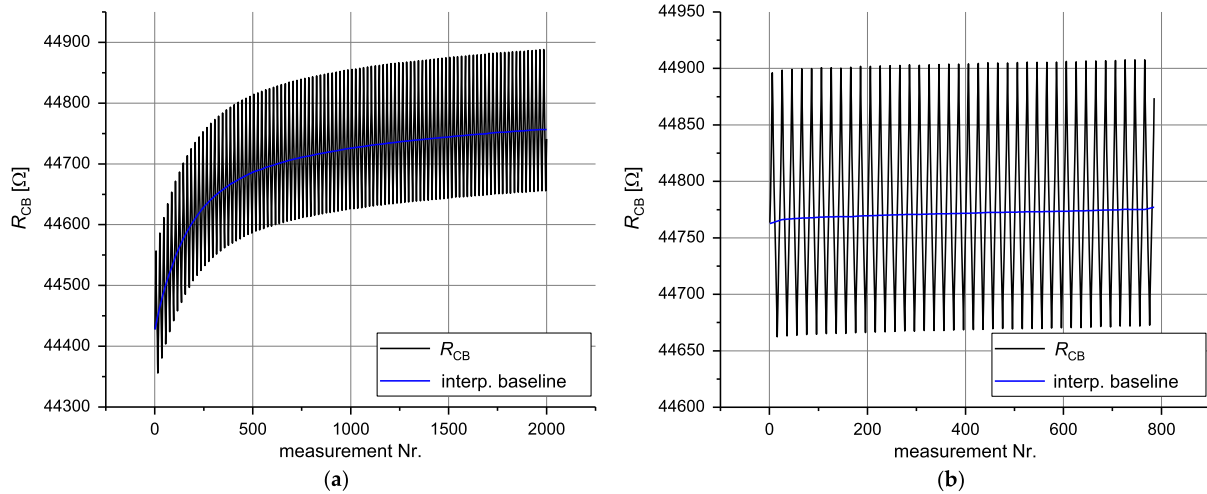 44900
44800
44700
44600
44500
44400
44300
R_CB [Ω]
0 500 1000 1500 2000
measurement Nr.
R_CB
interp. baseline
(a)
44950
44900
44850
44800
44750
44700
44650
44600
R_CB [Ω]
0 200 400 600 800
measurement Nr.
R_CB
interp. baseline
(b)